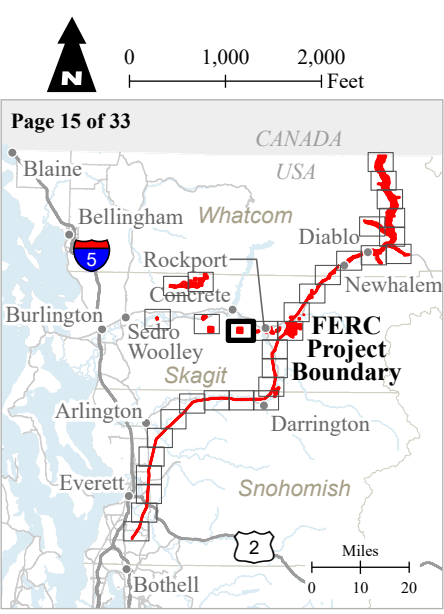 0 1,000 2,000
Feet
N
Page 15 of 33
CANADA
USA
Blaine
Bellingham
Whatcom
5
Diablo
Rockport
Newhalem
Concrete
Burlington
Sedro
Woolley
FERC
Project
Boundary
Skagit
Arlington
Darrington
Everett
Snohomish
2
Miles
0 10 20
Bothell